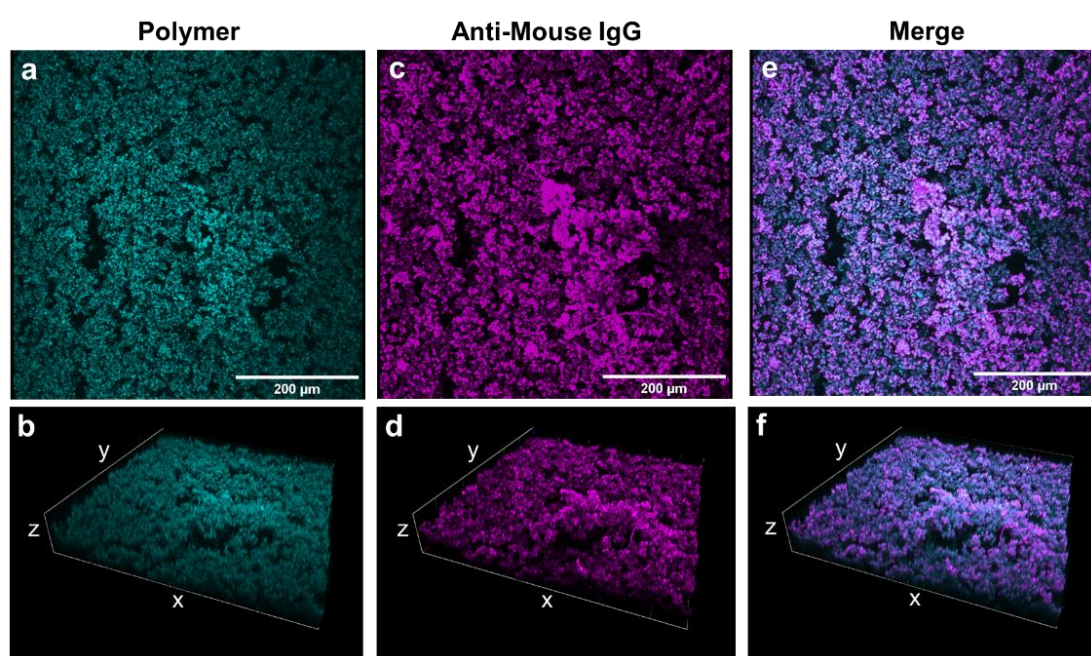 Polymer Anti-Mouse IgG Merge
a c e
200 µm 200 µm 200 µm
b d f
y y y
z z z
x x x